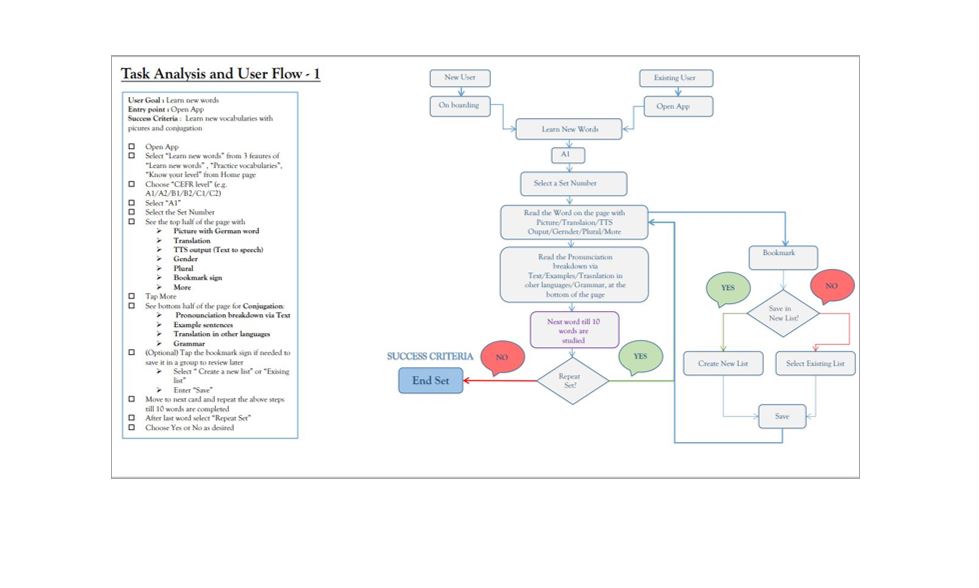 Task Analysis and User Flow - 1
User Goal : Learn new words
Entry point : Open App
Success Criteria : Learn new vocabularies with
picures and conjugation
Open App
Select "Learn new words" from 3 feaures of
"Learn new words" , "Practice vocabularies",
"Know your level" from Home page
Choose "CEFR level" (e.g.
A1/A2/B1/B2/C1/C2)
Select "A1"
Select the Set Number
See the top half of the page with
Picture with German word
Translation
TTS output (Text to speech)
Gender
Plural
Bookmark sign
More
Tap More
See bottom half of the page for Conjugation:
Pronounciation breakdown via Text
Example sentences
Translation in other languages
Grammar
(Optional) Tap the bookmark sign if needed to
save it in a group to review later
Select " Create a new list" or "Exising
list"
Enter "Save"
Move to next card and repeat the above steps
till 10 words are completed
After last word select "Repeat Set"
Choose Yes or No as desired
New User
Existing User
On boarding
Open App
Learn New Words
A1
Select a Set Number
Read the Word on the page with
Picture/Translaion/TTS
Ouput/Gernder/Plural/More
Read the Pronunciation
breakdown via
Text/Examples/Trasnlation in
oher languages/Grammar, at the
bottom of the page
Next word till 10
words are
studied
Repeat
Set?
NO
YES
SUCCESS CRITERIA
End Set
Bookmark
YES
NO
Save in
New List?
Create New List
Select Existing List
Save